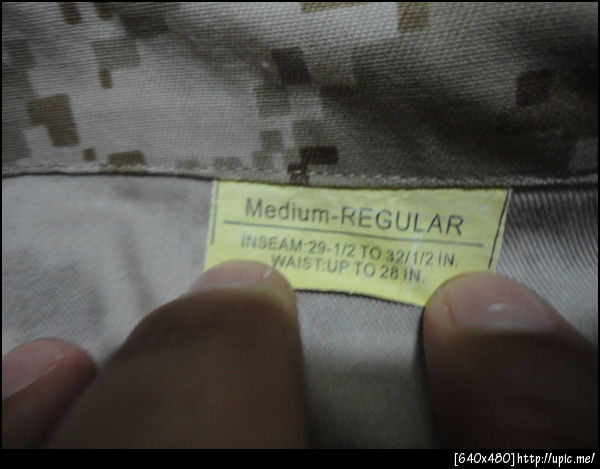 Medium-REGULAR
INSEAM:29-1/2 TO 32/1/2 IN.
WAIST:UP TO 28 IN.
[640x480]http://upic.me/